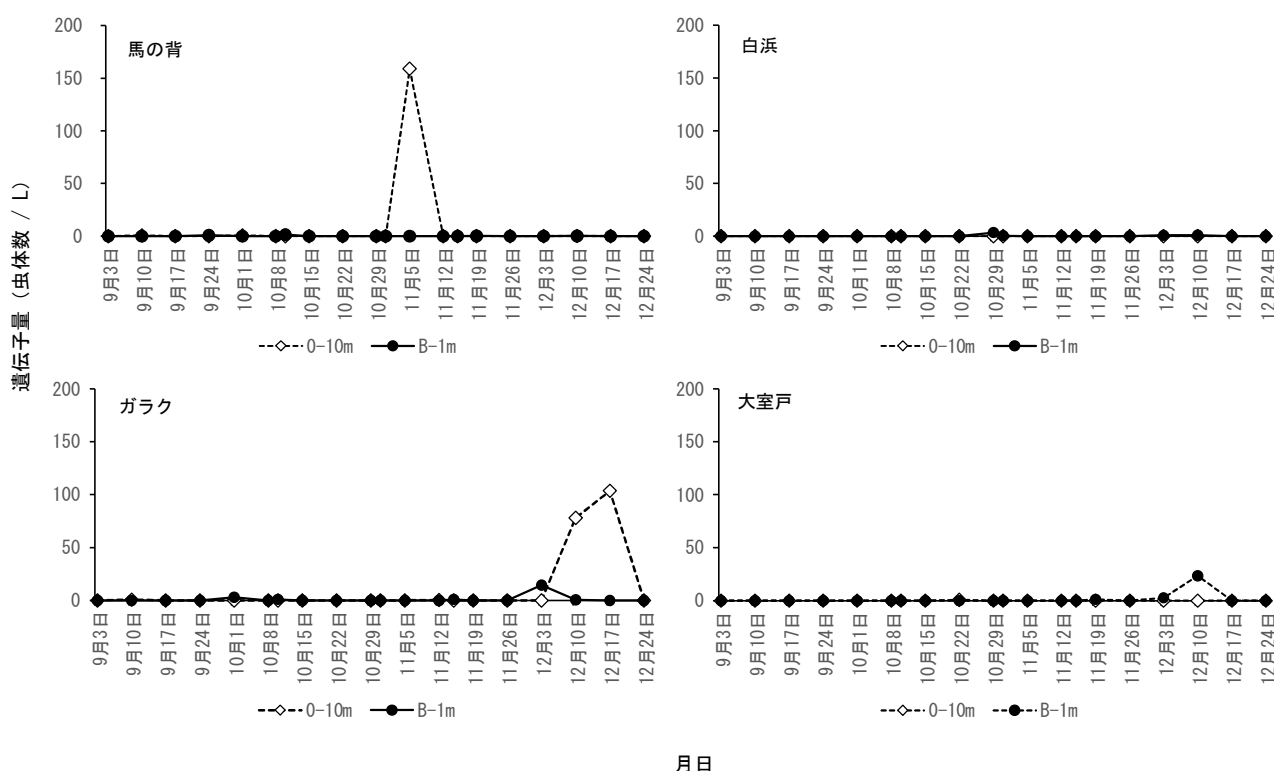 遺伝子量（虫体数 / L）
馬の背
200
150
100
50
0
9月3日
9月10日
9月17日
9月24日
10月1日
10月8日
10月15日
10月22日
10月29日
11月5日
11月12日
11月19日
11月26日
12月3日
12月10日
12月17日
12月24日
0-10m B-1m
白浜
200
150
100
50
0
9月3日
9月10日
9月17日
9月24日
10月1日
10月8日
10月15日
10月22日
10月29日
11月5日
11月12日
11月19日
11月26日
12月3日
12月10日
12月17日
12月24日
0-10m B-1m
ガラク
200
150
100
50
0
9月3日
9月10日
9月17日
9月24日
10月1日
10月8日
10月15日
10月22日
10月29日
11月5日
11月12日
11月19日
11月26日
12月3日
12月10日
12月17日
12月24日
0-10m B-1m
大室戸
200
150
100
50
0
9月3日
9月10日
9月17日
9月24日
10月1日
10月8日
10月15日
10月22日
10月29日
11月5日
11月12日
11月19日
11月26日
12月3日
12月10日
12月17日
12月24日
0-10m B-1m
月日